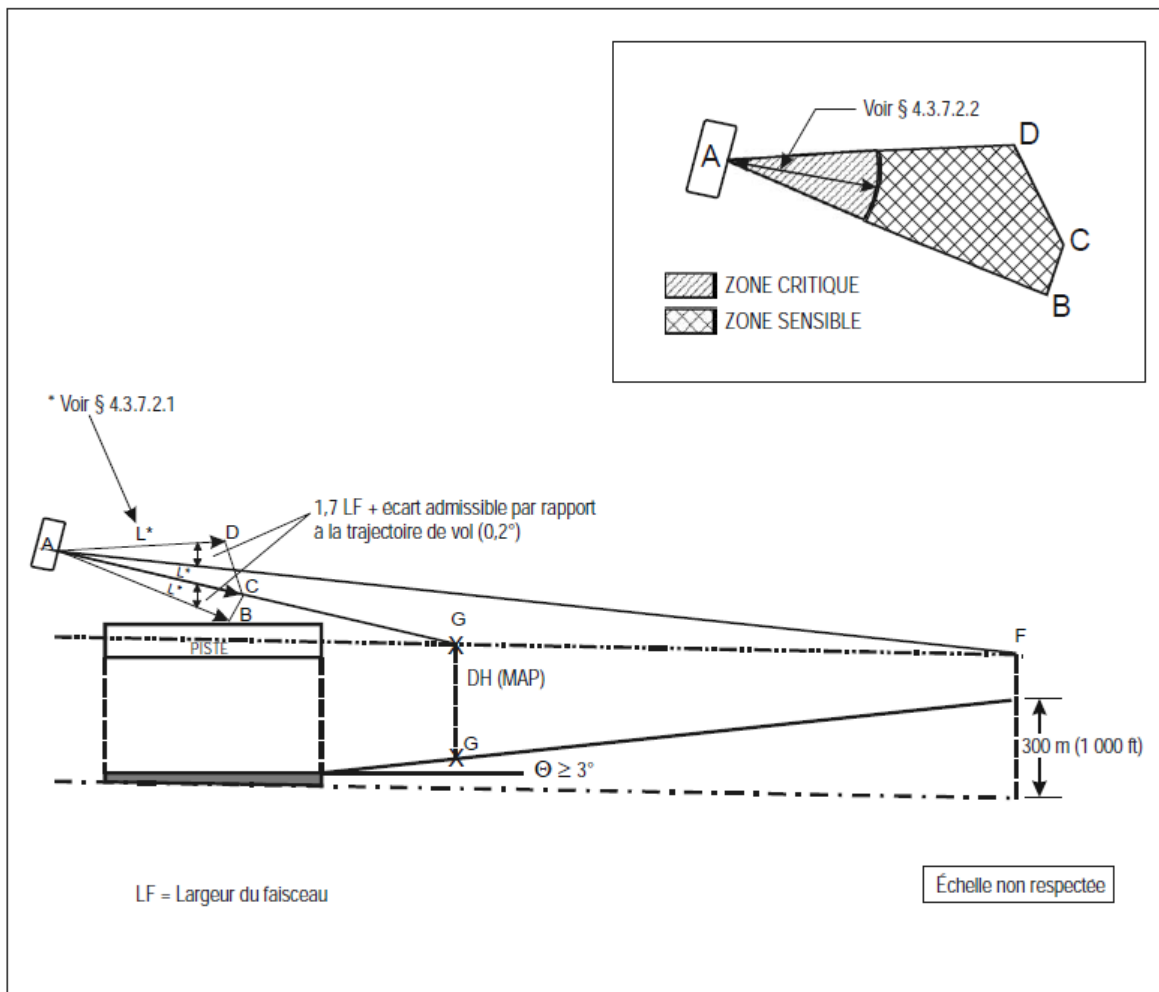 Voir § 4.3.7.2.2
A
D
C
B
ZONE CRITIQUE
ZONE SENSIBLE
* Voir § 4.3.7.2.1
1,7 LF + écart admissible par rapport
à la trajectoire de vol (0,2°)
L*
D
A
L*
L*
C
B
G
F
PISTE
DH (MAP)
G
300 m (1 000 ft)
Θ ≥ 3°
LF = Largeur du faisceau
Échelle non respectée